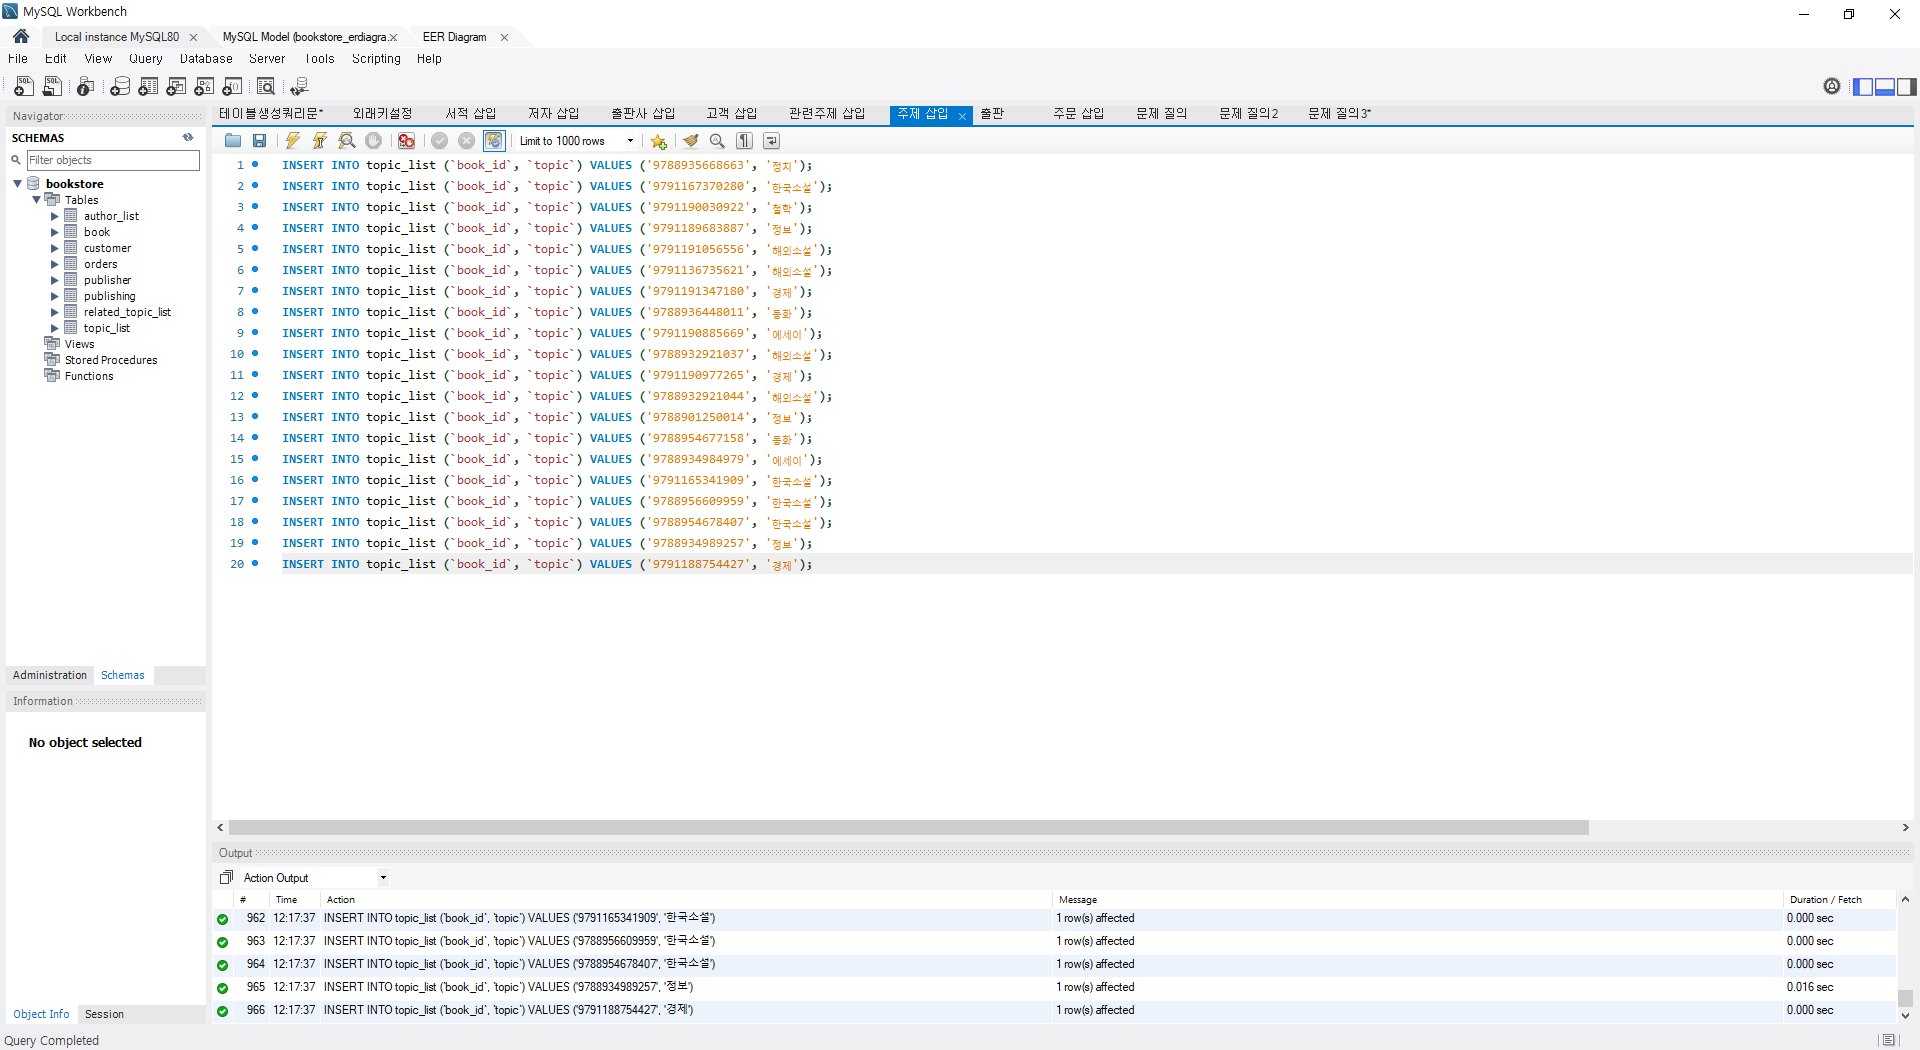 MySQL Workbench
Local instance MySQL80 MySQL Model (bookstore_erdiagra... EER Diagram
File Edit View Query Database Server Tools Scripting Help
Navigator
SCHEMAS
Filter objects
bookstore
Tables
author_list
book
customer
orders
publisher
publishing
related_topic_list
topic_list
Views
Stored Procedures
Functions
Administration Schemas
Information
No object selected
Object Info Session
테이블생성쿼리문* 외래키설정 서적 삽입 저자 삽입 출판사 삽입 고객 삽입 관련주제 삽입 주제 삽입 출판 주문 삽입 문제 질의 문제 질의2 문제 질의3*
Limit to 1000 rows
1 INSERT INTO topic_list (`book_id`, `topic`) VALUES ('9788935668663', '정치');
2 INSERT INTO topic_list (`book_id`, `topic`) VALUES ('9791167370280', '한국소설');
3 INSERT INTO topic_list (`book_id`, `topic`) VALUES ('9791190030922', '철학');
4 INSERT INTO topic_list (`book_id`, `topic`) VALUES ('9791189683887', '정보');
5 INSERT INTO topic_list (`book_id`, `topic`) VALUES ('9791191056556', '해외소설');
6 INSERT INTO topic_list (`book_id`, `topic`) VALUES ('9791136735621', '해외소설');
7 INSERT INTO topic_list (`book_id`, `topic`) VALUES ('9791191347180', '경제');
8 INSERT INTO topic_list (`book_id`, `topic`) VALUES ('9788936448011', '동화');
9 INSERT INTO topic_list (`book_id`, `topic`) VALUES ('9791190885669', '에세이');
10 INSERT INTO topic_list (`book_id`, `topic`) VALUES ('9788932921037', '해외소설');
11 INSERT INTO topic_list (`book_id`, `topic`) VALUES ('9791190977265', '경제');
12 INSERT INTO topic_list (`book_id`, `topic`) VALUES ('9788932921044', '해외소설');
13 INSERT INTO topic_list (`book_id`, `topic`) VALUES ('9788901250014', '정보');
14 INSERT INTO topic_list (`book_id`, `topic`) VALUES ('9788954677158', '동화');
15 INSERT INTO topic_list (`book_id`, `topic`) VALUES ('9788934984979', '에세이');
16 INSERT INTO topic_list (`book_id`, `topic`) VALUES ('9791165341909', '한국소설');
17 INSERT INTO topic_list (`book_id`, `topic`) VALUES ('9788956609959', '한국소설');
18 INSERT INTO topic_list (`book_id`, `topic`) VALUES ('9788954678407', '한국소설');
19 INSERT INTO topic_list (`book_id`, `topic`) VALUES ('9788934989257', '정보');
20 INSERT INTO topic_list (`book_id`, `topic`) VALUES ('9791188754427', '경제');
Output
Action Output
# Time Action Message Duration / Fetch
962 12:17:37 INSERT INTO topic_list (`book_id`, `topic`) VALUES ('9791165341909', '한국소설') 1 row(s) affected 0.000 sec
963 12:17:37 INSERT INTO topic_list (`book_id`, `topic`) VALUES ('9788956609959', '한국소설') 1 row(s) affected 0.000 sec
964 12:17:37 INSERT INTO topic_list (`book_id`, `topic`) VALUES ('9788954678407', '한국소설') 1 row(s) affected 0.000 sec
965 12:17:37 INSERT INTO topic_list (`book_id`, `topic`) VALUES ('9788934989257', '정보') 1 row(s) affected 0.016 sec
966 12:17:37 INSERT INTO topic_list (`book_id`, `topic`) VALUES ('9791188754427', '경제') 1 row(s) affected 0.000 sec
Query Completed